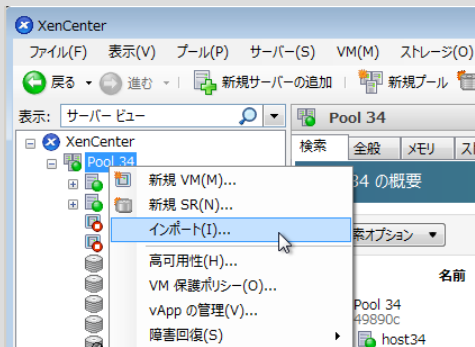 XenCenter
ファイル(F) 表示(V) プール(P) サーバー(S) VM(M) ストレージ(O)
戻る 進む 新規サーバーの追加 新規プール
表示: サーバー ビュー
Pool 34
XenCenter
検索 全般 メモリ
Pool 34
34 の概要
新規 VM(M)...
新規 SR(N)...
インポート(I)...
索オプション
高可用性(H)...
名前
VM 保護ポリシー(O)...
vApp の管理(V)...
Pool 34
49890c
障害回復(S)
host34